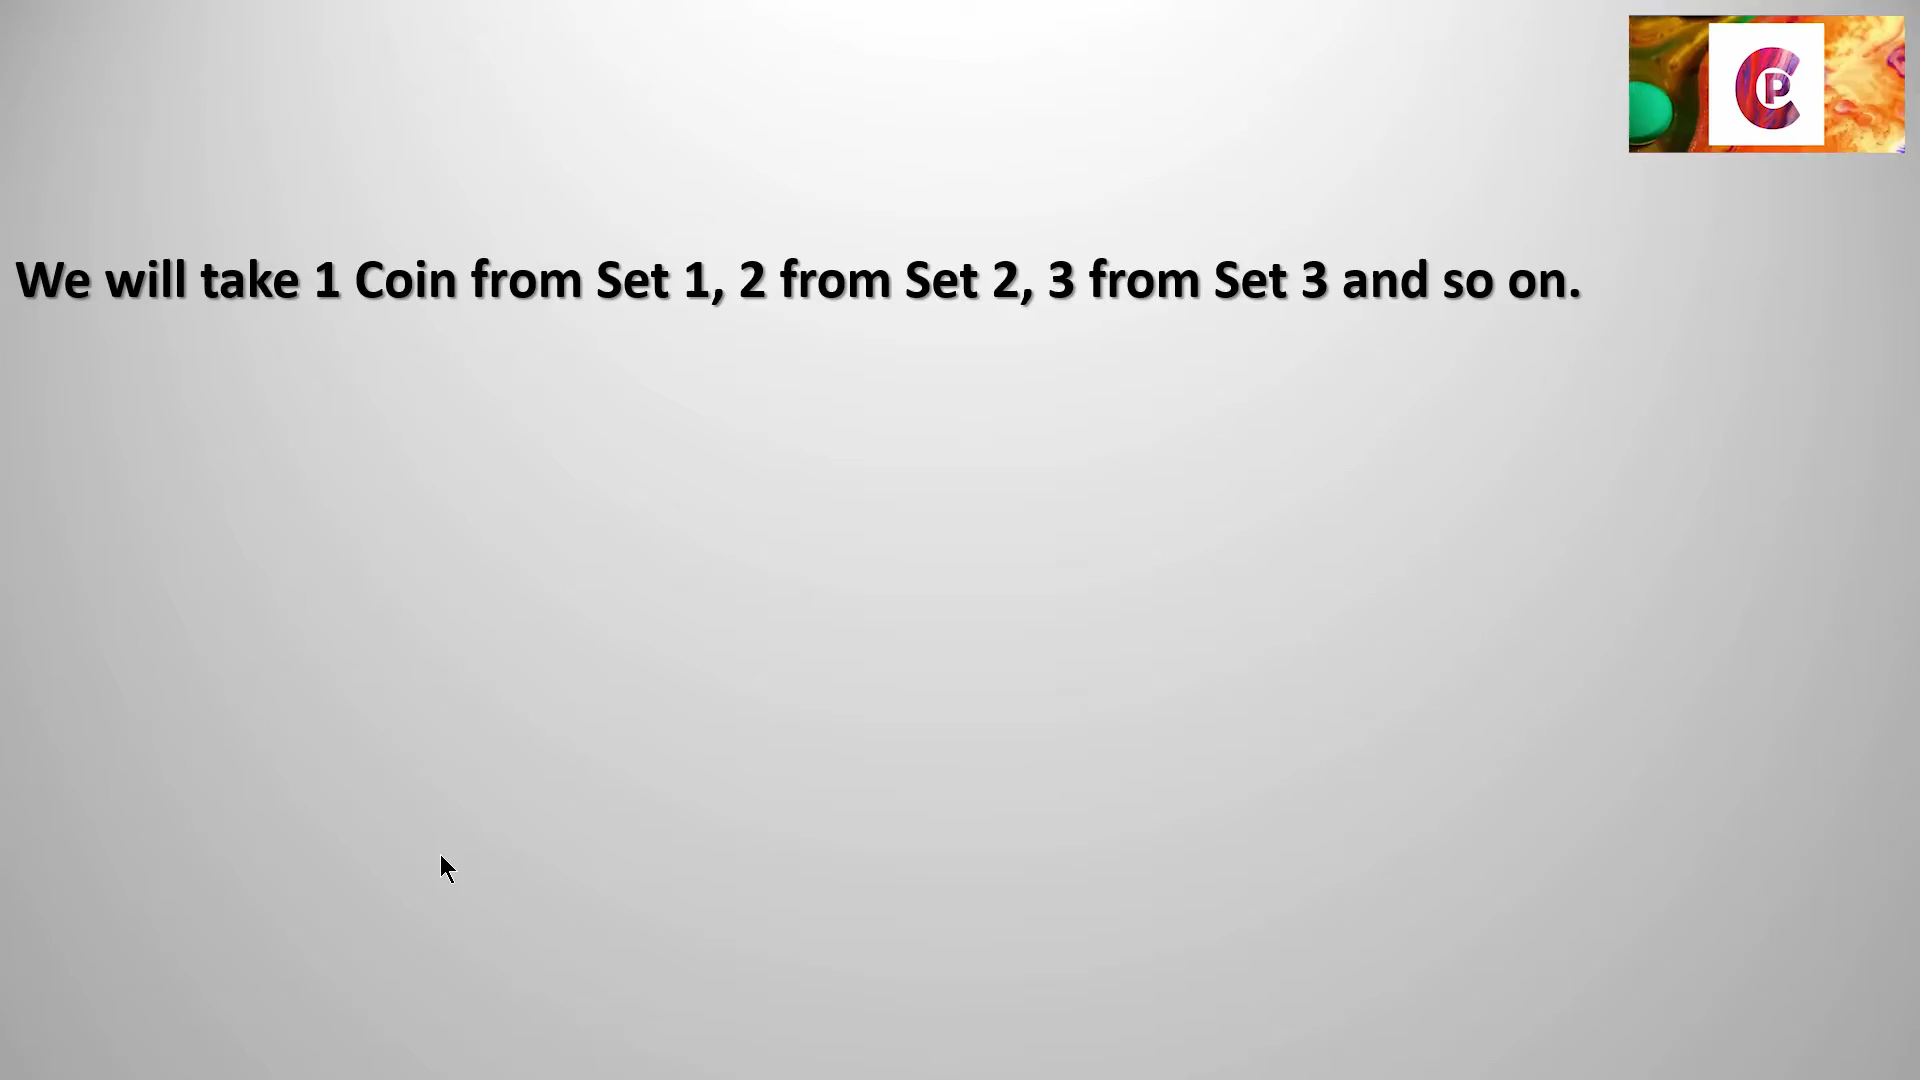 CP
We will take 1 Coin from Set 1, 2 from Set 2, 3 from Set 3 and so on.